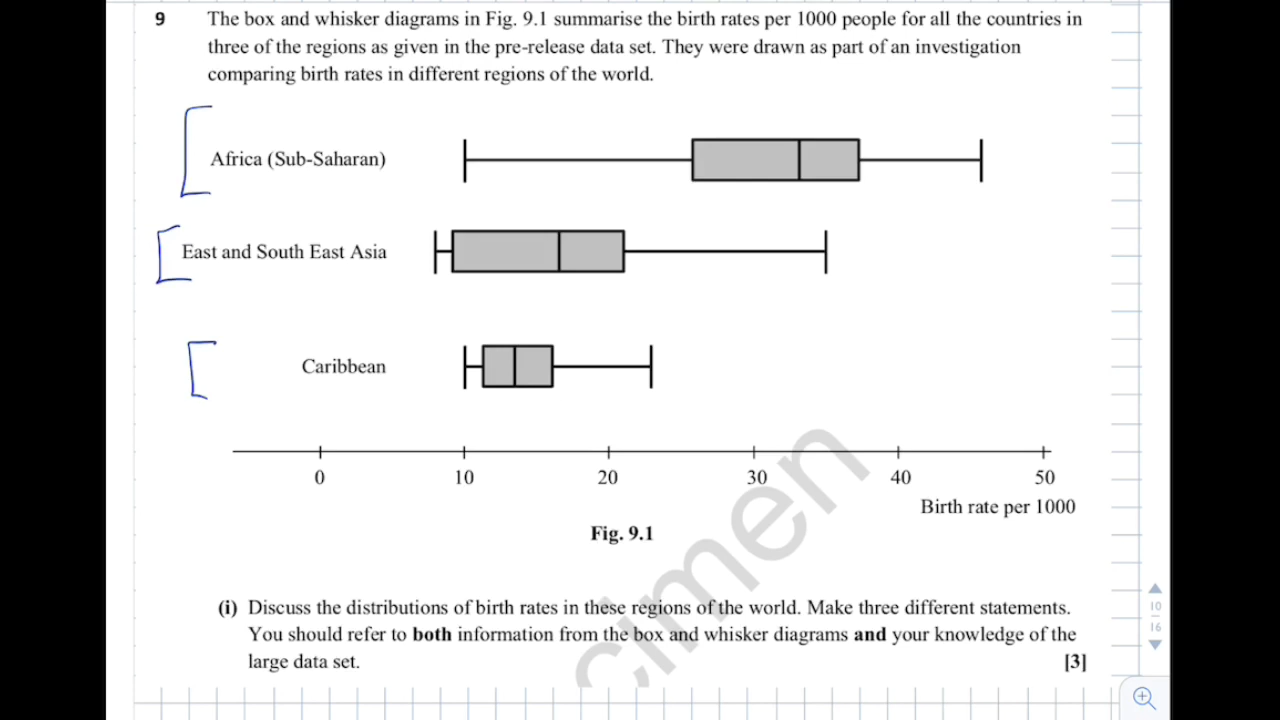 9 The box and whisker diagrams in Fig. 9.1 summarise the birth rates per 1000 people for all the countries in
three of the regions as given in the pre-release data set. They were drawn as part of an investigation
comparing birth rates in different regions of the world.
Africa (Sub-Saharan)
East and South East Asia
Caribbean
0 10 20 30 40 50
Birth rate per 1000
Fig. 9.1
cimen
(i) Discuss the distributions of birth rates in these regions of the world. Make three different statements.
You should refer to both information from the box and whisker diagrams and your knowledge of the
large data set. [3]
10
16